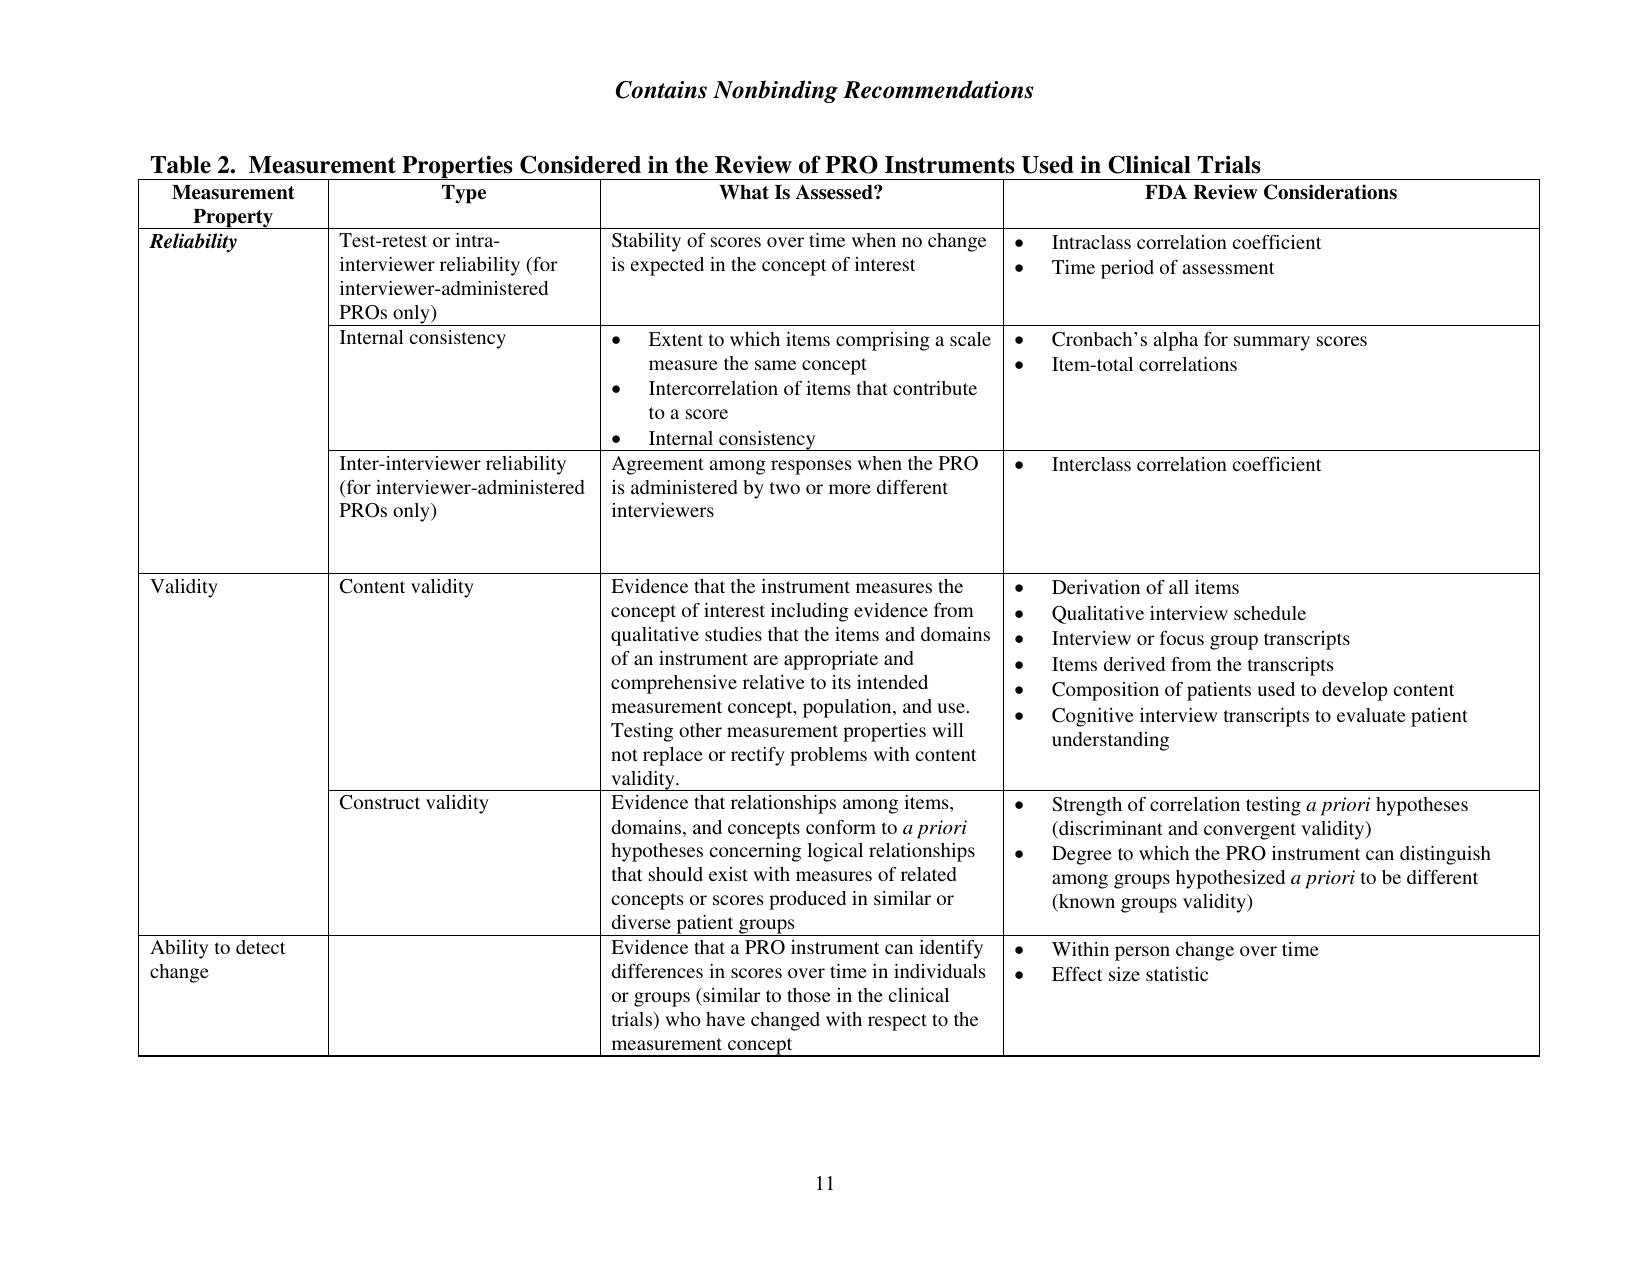 Contains Nonbinding Recommendations
Table 2.  Measurement Properties Considered in the Review of PRO Instruments Used in Clinical Trials
Measurement
Property
Type
What Is Assessed?
FDA Review Considerations
Reliability
Test-retest or intra-
interviewer reliability (for
interviewer-administered
PROs only)
Stability of scores over time when no change
is expected in the concept of interest
• Intraclass correlation coefficient
• Time period of assessment
Internal consistency
• Extent to which items comprising a scale
measure the same concept
• Intercorrelation of items that contribute
to a score
• Internal consistency
• Cronbach’s alpha for summary scores
• Item-total correlations
Inter-interviewer reliability
(for interviewer-administered
PROs only)
Agreement among responses when the PRO
is administered by two or more different
interviewers
• Interclass correlation coefficient
Validity
Content validity
Evidence that the instrument measures the
concept of interest including evidence from
qualitative studies that the items and domains
of an instrument are appropriate and
comprehensive relative to its intended
measurement concept, population, and use.
Testing other measurement properties will
not replace or rectify problems with content
validity.
• Derivation of all items
• Qualitative interview schedule
• Interview or focus group transcripts
• Items derived from the transcripts
• Composition of patients used to develop content
• Cognitive interview transcripts to evaluate patient
understanding
Construct validity
Evidence that relationships among items,
domains, and concepts conform to a priori
hypotheses concerning logical relationships
that should exist with measures of related
concepts or scores produced in similar or
diverse patient groups
• Strength of correlation testing a priori hypotheses
(discriminant and convergent validity)
• Degree to which the PRO instrument can distinguish
among groups hypothesized a priori to be different
(known groups validity)
Ability to detect
change
Evidence that a PRO instrument can identify
differences in scores over time in individuals
or groups (similar to those in the clinical
trials) who have changed with respect to the
measurement concept
• Within person change over time
• Effect size statistic
11